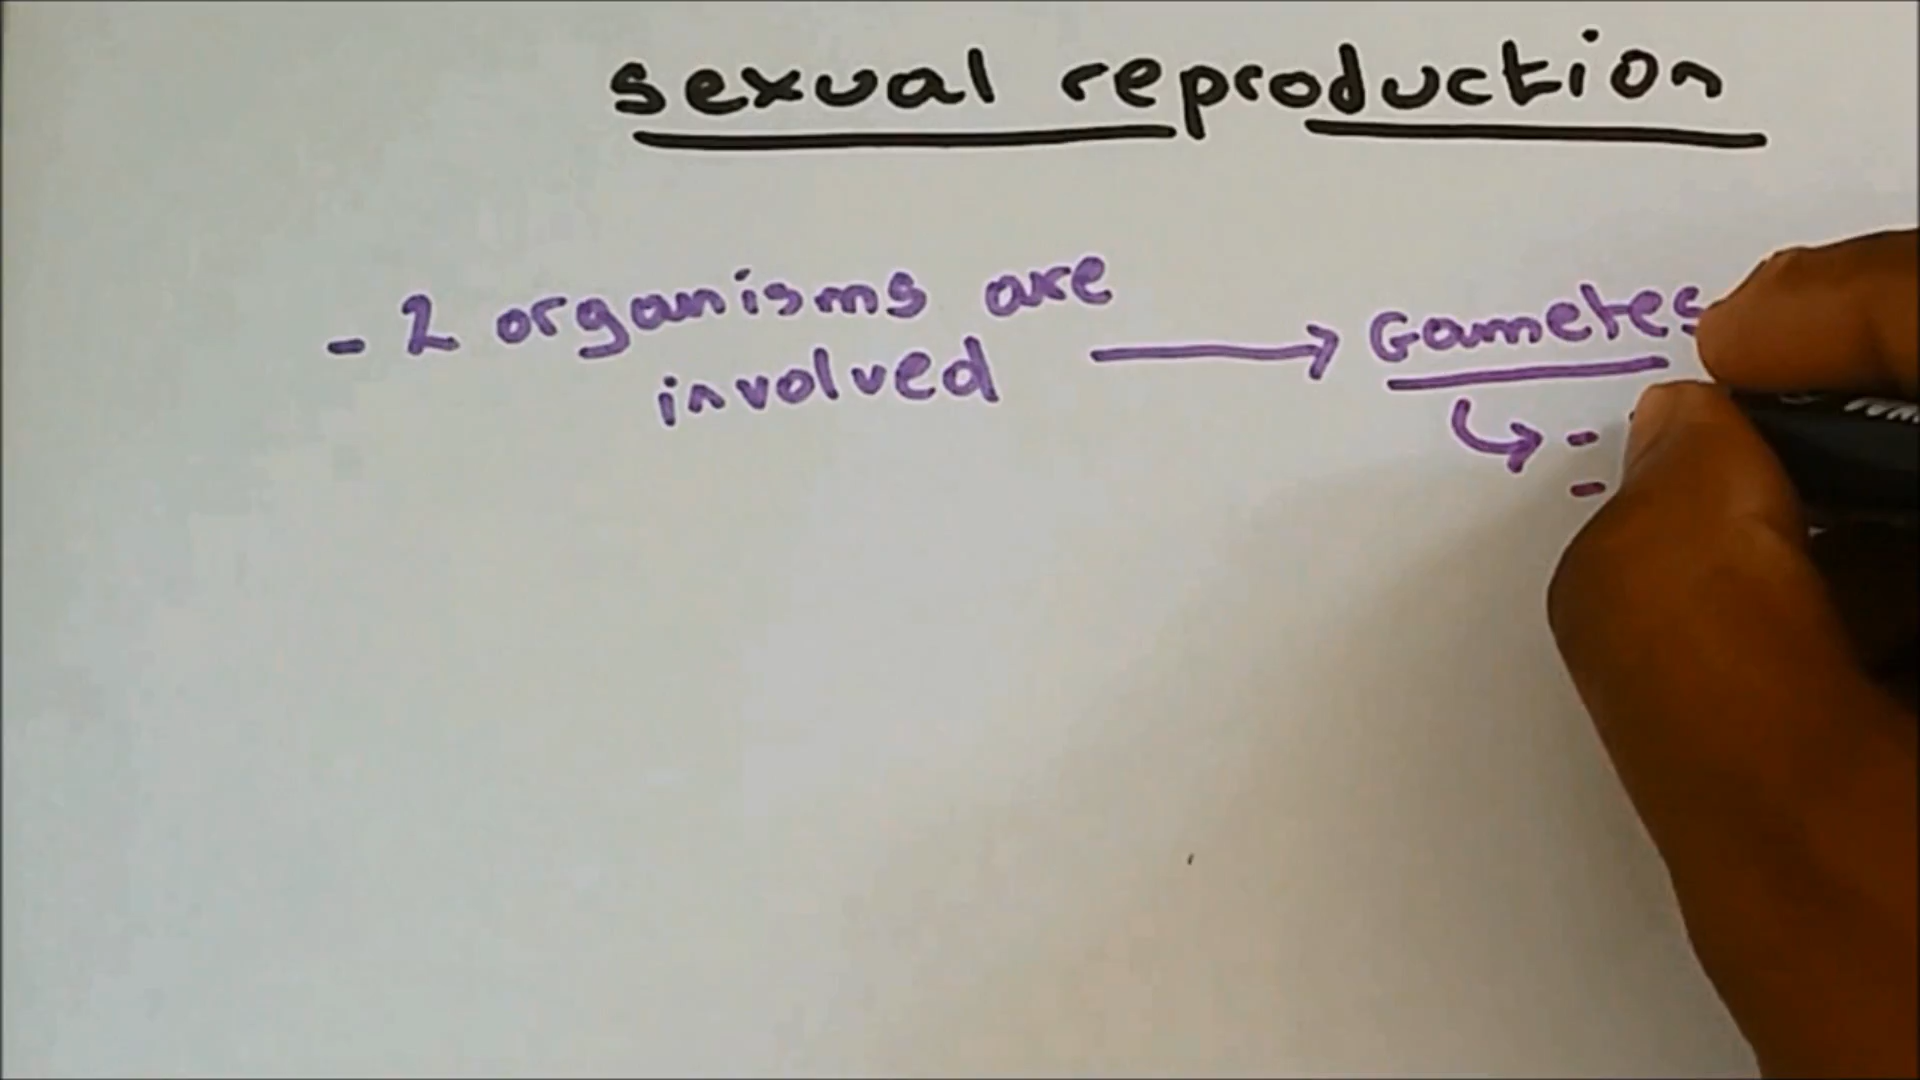 sexual reproduction
- 2 organisms are
involved → Gametes
↳ -
-